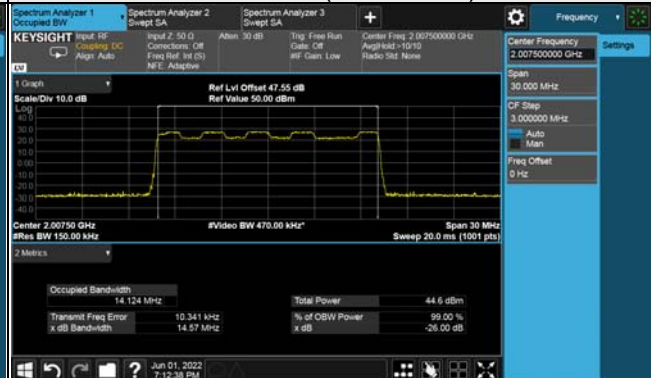 Spectrum Analyzer 1
Occupied BW
Spectrum Analyzer 2
Swept SA
Spectrum Analyzer 3
Swept SA
+
Frequency
KEYSIGHT
Input: RF
Coupling: DC
Align: Auto
Input Z: 50 Ω
Corrections: Off
Freq Ref: Int (S)
NFE: Adaptive
Atten: 30 dB
Trig: Free Run
Gate: Off
#IF Gain: Low
Center Freq: 2.007500000 GHz
Avg|Hold:>10/10
Radio Std: None
Center Frequency
2.007500000 GHz
Settings
Span
30.000 MHz
CF Step
3.000000 MHz
Auto
Man
Freq Offset
0 Hz
1 Graph
Scale/Div 10.0 dB
Ref Lvl Offset 47.55 dB
Ref Value 50.00 dBm
Log
40.0
30.0
20.0
10.0
0.00
-10.0
-20.0
-30.0
-40.0
Center 2.00750 GHz
#Res BW 150.00 kHz
#Video BW 470.00 kHz*
Span 30 MHz
Sweep 20.0 ms (1001 pts)
2 Metrics
Occupied Bandwidth
14.124 MHz
Total Power 44.6 dBm
Transmit Freq Error 10.341 kHz
% of OBW Power 99.00 %
x dB Bandwidth 14.57 MHz
x dB -26.00 dB
?
Jun 01, 2022
7:12:38 PM